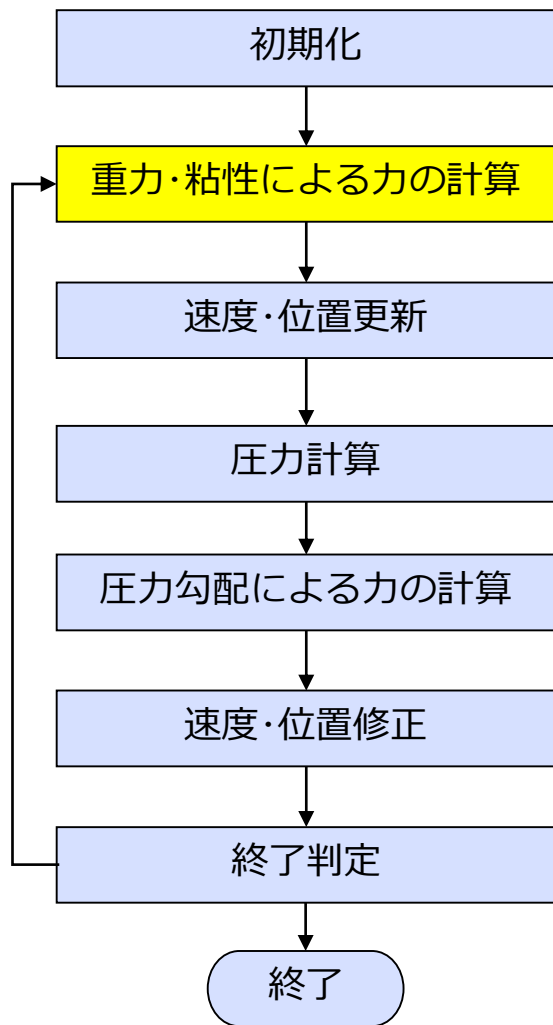 初期化
重力･粘性による力の計算
速度･位置更新
圧力計算
圧力勾配による力の計算
速度･位置修正
終了判定
終了